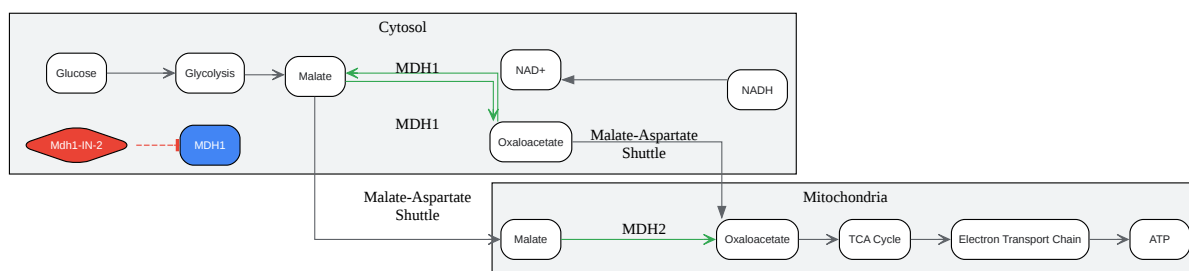 Cytosol
Glucose
Glycolysis
Malate
MDH1
NAD+
NADH
Mdh1-IN-2
MDH1
MDH1
Oxaloacetate
Malate-Aspartate
Shuttle
Malate-Aspartate
Shuttle
Mitochondria
Malate
MDH2
Oxaloacetate
TCA Cycle
Electron Transport Chain
ATP